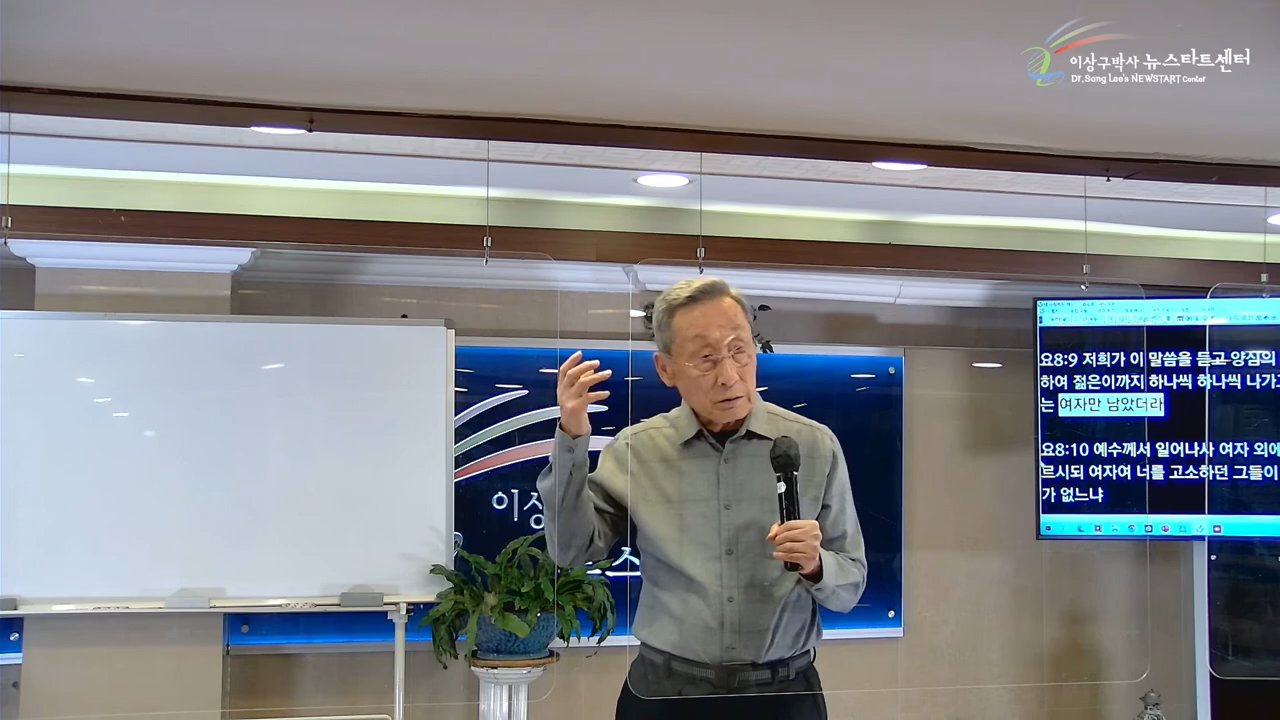 이상구박사 뉴스타트센터
Dr. Sang Lee's NEWSTART Center
이상
요8:9 저희가 이 말씀을 듣고 양심의
하여 젊은이까지 하나씩 하나씩 나가고
는 여자만 남았더라
요8:10 예수께서 일어나사 여자 외에
르시되 여자여 너를 고소하던 그들이
가 없느냐